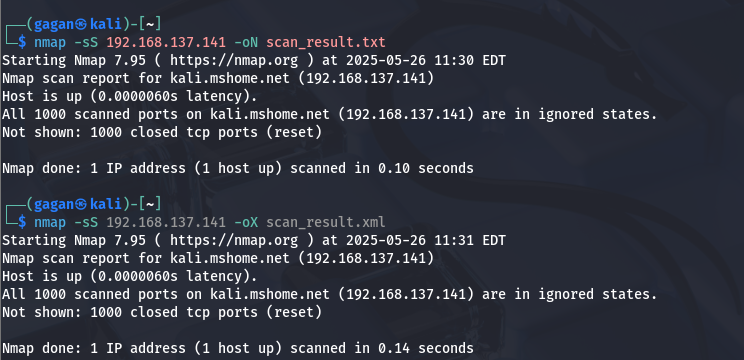 ┌──(gagan㉿kali)-[~]
└─$ nmap -sS 192.168.137.141 -oN scan_result.txt
Starting Nmap 7.95 ( https://nmap.org ) at 2025-05-26 11:30 EDT
Nmap scan report for kali.mshome.net (192.168.137.141)
Host is up (0.0000060s latency).
All 1000 scanned ports on kali.mshome.net (192.168.137.141) are in ignored states.
Not shown: 1000 closed tcp ports (reset)
Nmap done: 1 IP address (1 host up) scanned in 0.10 seconds
┌──(gagan㉿kali)-[~]
└─$ nmap -sS 192.168.137.141 -oX scan_result.xml
Starting Nmap 7.95 ( https://nmap.org ) at 2025-05-26 11:31 EDT
Nmap scan report for kali.mshome.net (192.168.137.141)
Host is up (0.0000060s latency).
All 1000 scanned ports on kali.mshome.net (192.168.137.141) are in ignored states.
Not shown: 1000 closed tcp ports (reset)
Nmap done: 1 IP address (1 host up) scanned in 0.14 seconds